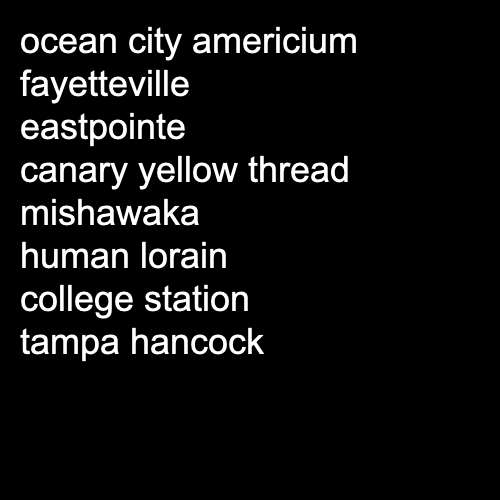 ocean city americium
fayetteville
eastpointe
canary yellow thread
mishawaka
human lorain
college station
tampa hancock